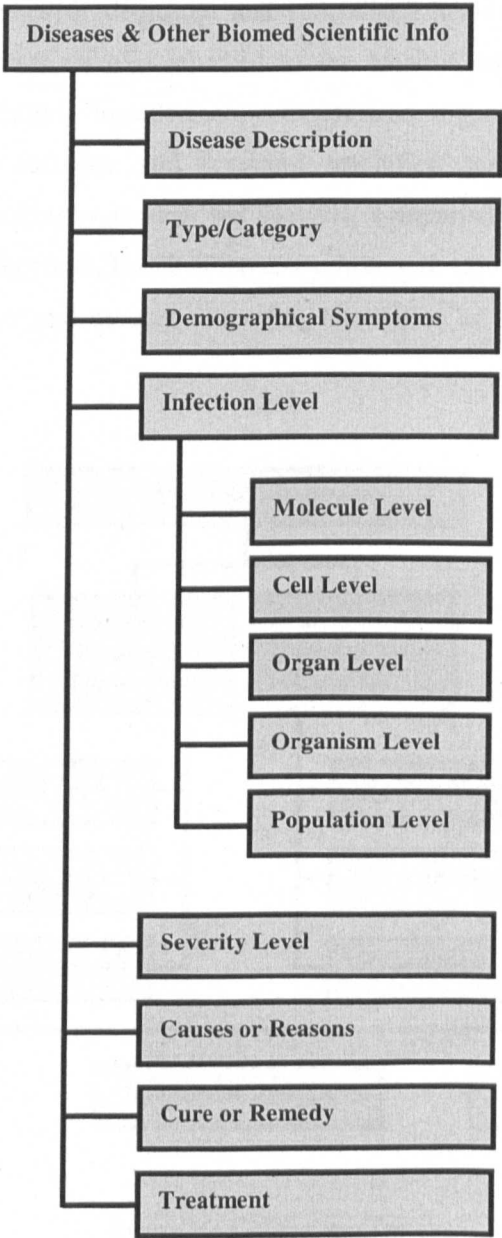 Diseases & Other Biomed Scientific Info
Disease Description
Type/Category
Demographical Symptoms
Infection Level
Molecule Level
Cell Level
Organ Level
Organism Level
Population Level
Severity Level
Causes or Reasons
Cure or Remedy
Treatment